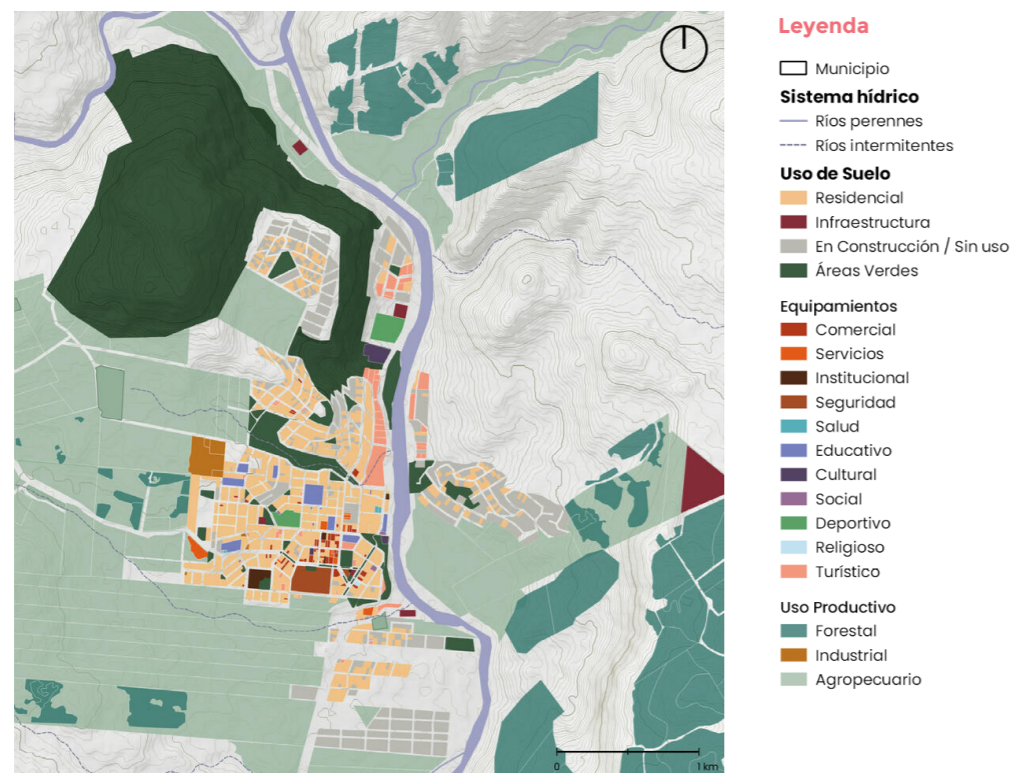 Leyenda
Municipio
Sistema hídrico
Ríos perennes
Ríos intermitentes
Uso de Suelo
Residencial
Infraestructura
En Construcción / Sin uso
Áreas Verdes
Equipamientos
Comercial
Servicios
Institucional
Seguridad
Salud
Educativo
Cultural
Social
Deportivo
Religioso
Turístico
Uso Productivo
Forestal
Industrial
Agropecuario
0 1 km